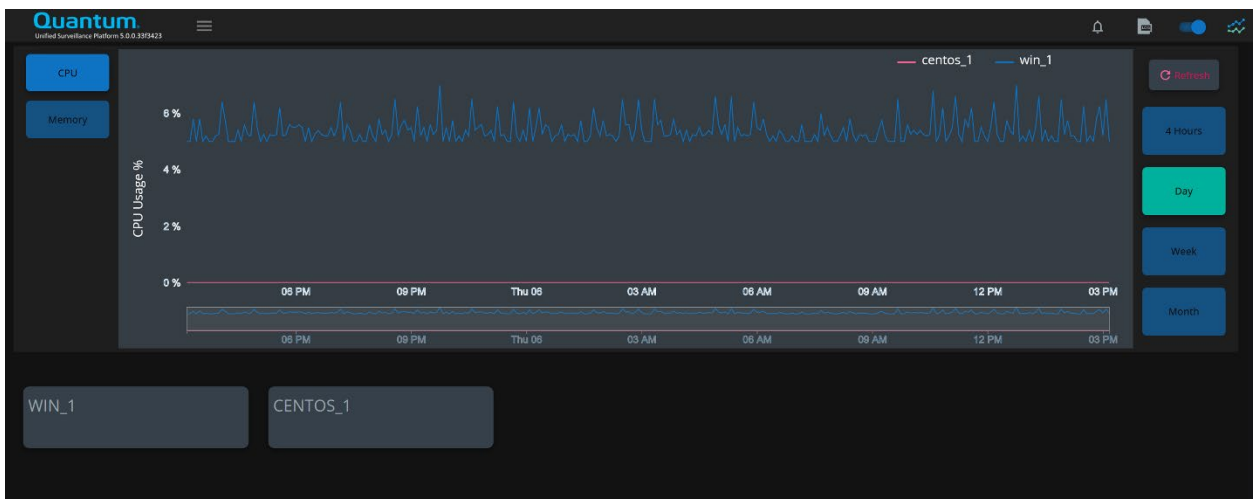 Quantum.
Unified Surveillance Platform 5.0.0.33f3423
CPU
Memory
centos_1
win_1
Refresh
4 Hours
Day
Week
Month
CPU Usage %
6 %
4 %
2 %
0 %
06 PM 09 PM Thu 06 03 AM 06 AM 09 AM 12 PM 03 PM
06 PM 09 PM Thu 06 03 AM 06 AM 09 AM 12 PM 03 PM
WIN_1
CENTOS_1